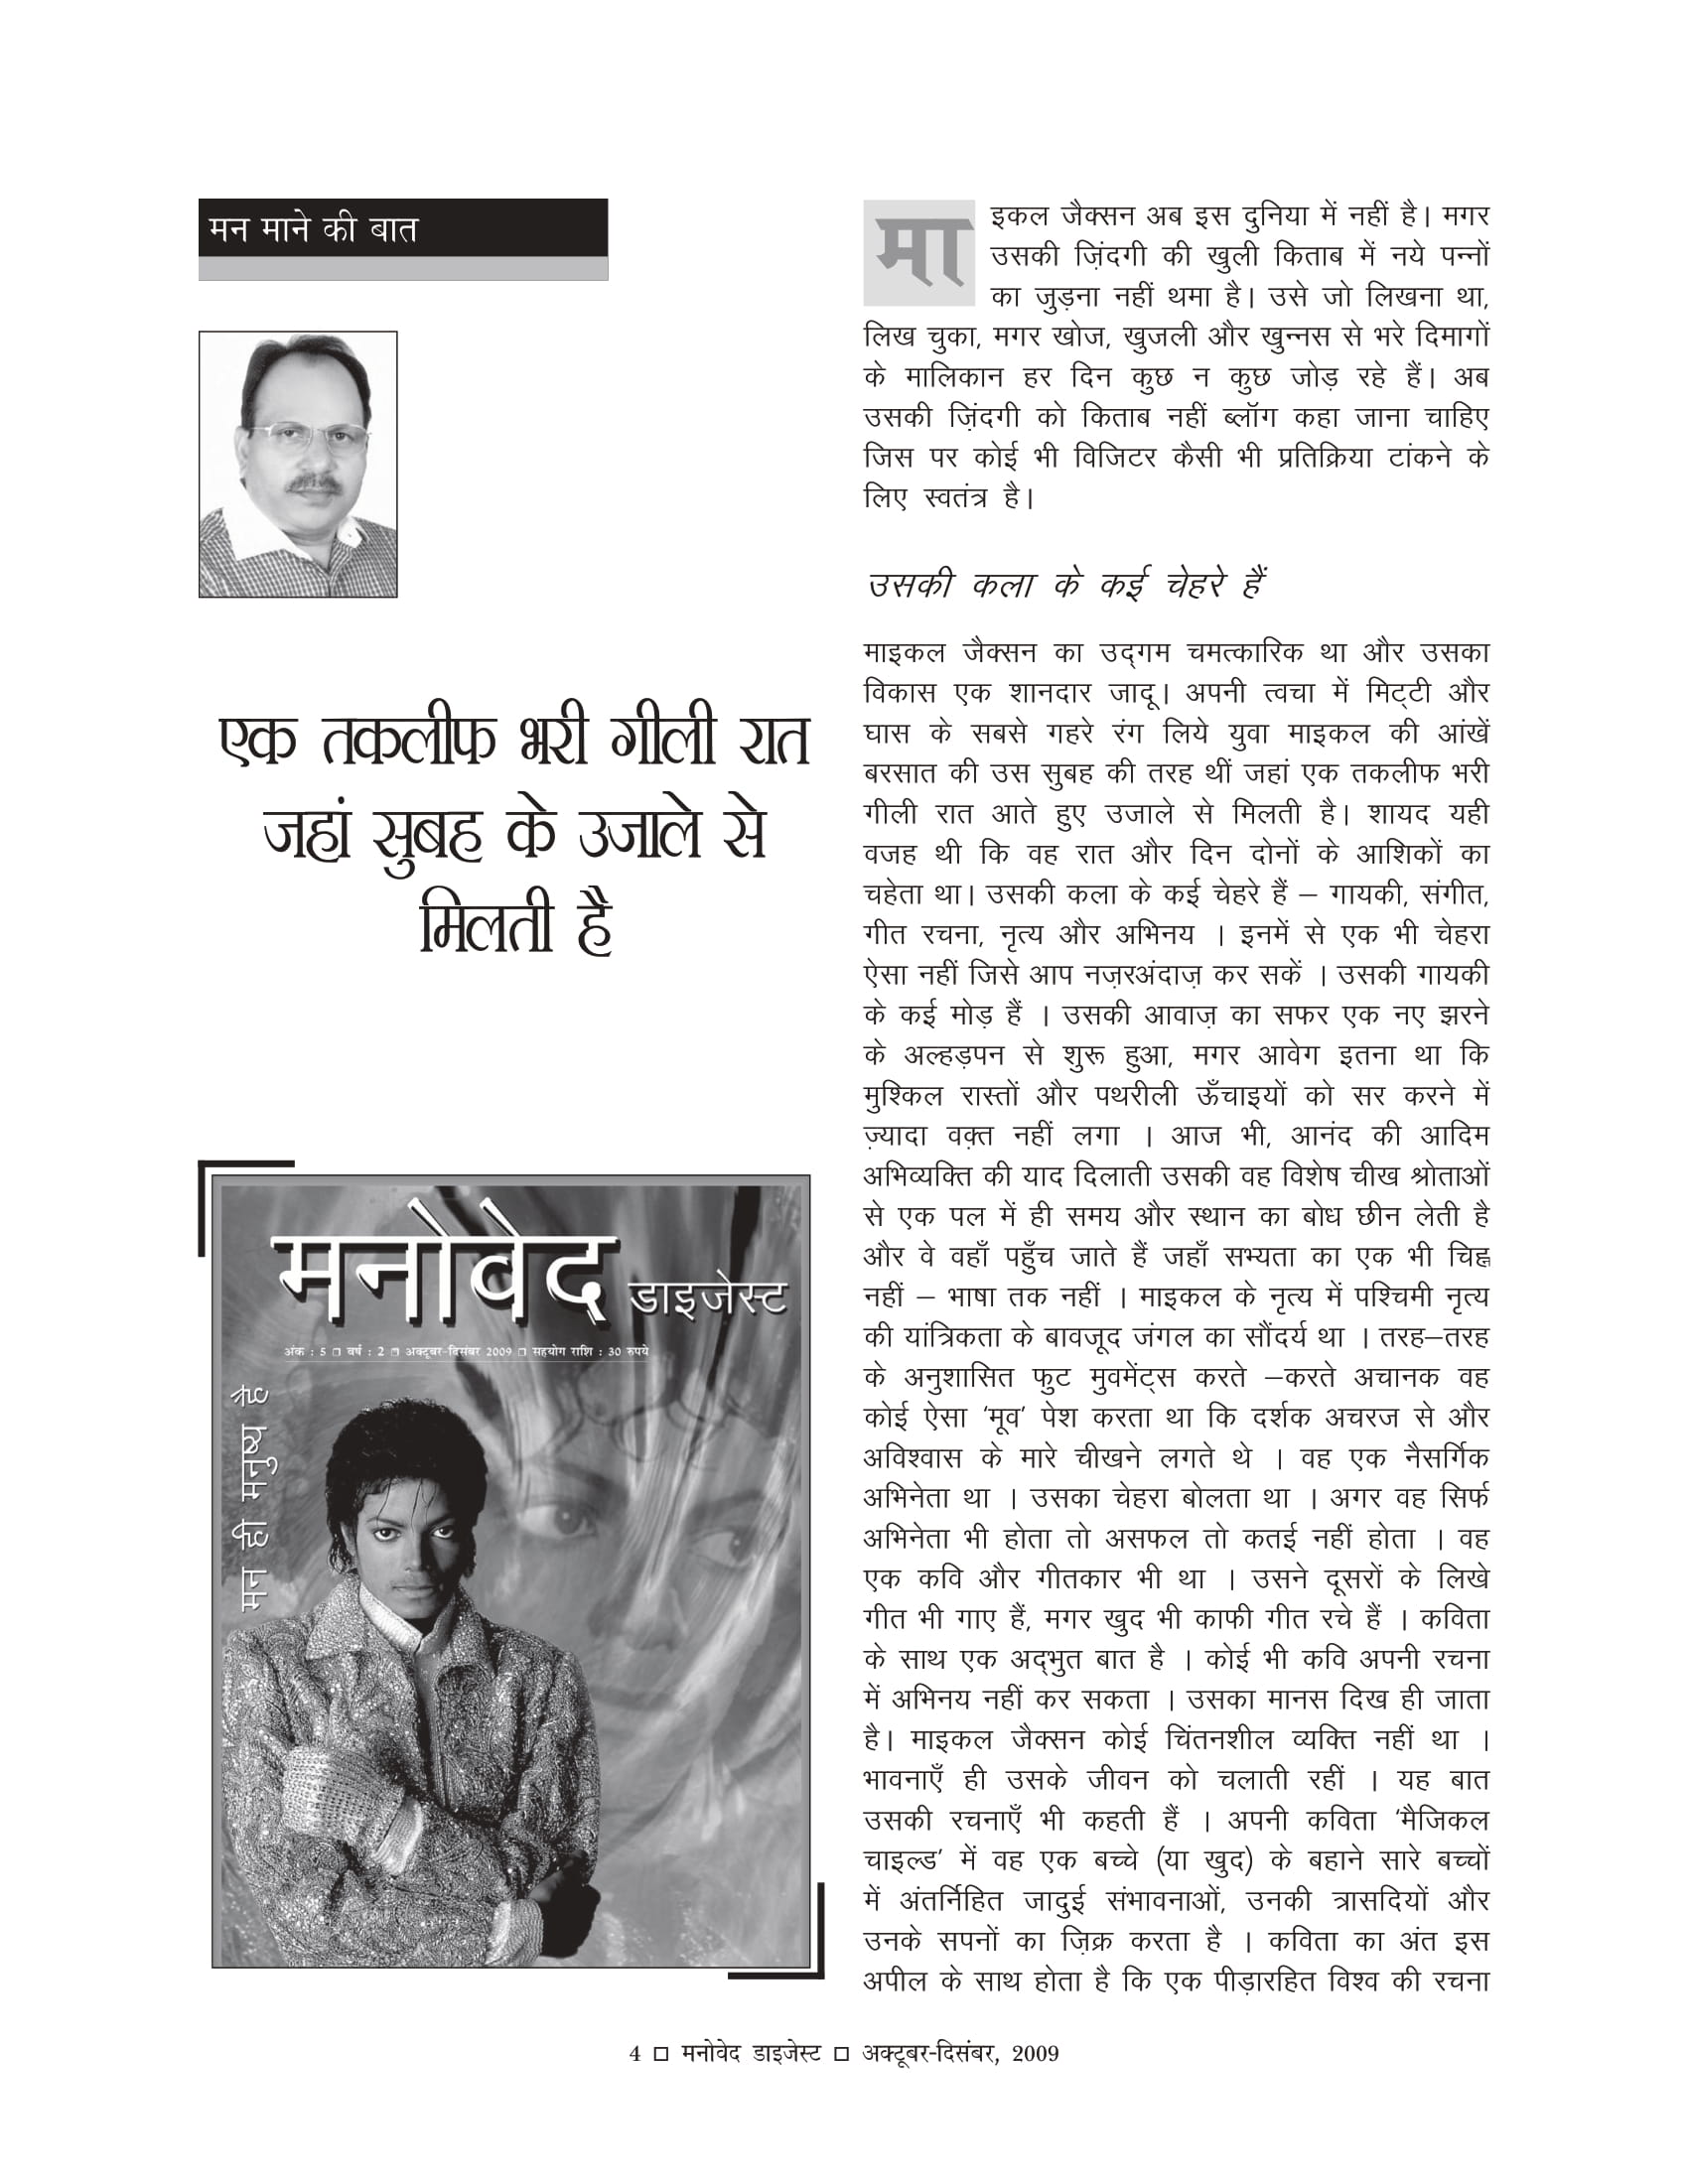 मन माने की बात
एक तकलीफ भरी गीली रात
जहां सुबह के उजाले से
मिलती है
मनोवेद डाइजेस्ट
अंक : 5 □ वर्ष : 2 □ अक्टूबर-दिसंबर 2009 □ सहयोग राशि : 30 रुपये
मन ही मनुष्य है
माइकल जैक्सन अब इस दुनिया में नहीं है। मगर
उसकी ज़िंदगी की खुली किताब में नये पन्नों
का जुड़ना नहीं थमा है। उसे जो लिखना था,
लिख चुका, मगर खोज, खुजली और खुन्नस से भरे दिमागों
के मालिकान हर दिन कुछ न कुछ जोड़ रहे हैं। अब
उसकी ज़िंदगी को किताब नहीं ब्लॉग कहा जाना चाहिए
जिस पर कोई भी विजिटर कैसी भी प्रतिक्रिया टांकने के
लिए स्वतंत्र है।
उसकी कला के कई चेहरे हैं
माइकल जैक्सन का उद्‌गम चमत्कारिक था और उसका
विकास एक शानदार जादू। अपनी त्वचा में मिट्‌टी और
घास के सबसे गहरे रंग लिये युवा माइकल की आंखें
बरसात की उस सुबह की तरह थीं जहां एक तकलीफ भरी
गीली रात आते हुए उजाले से मिलती है। शायद यही
वजह थी कि वह रात और दिन दोनों के आशिकों का
चहेता था। उसकी कला के कई चेहरे हैं – गायकी, संगीत,
गीत रचना, नृत्य और अभिनय । इनमें से एक भी चेहरा
ऐसा नहीं जिसे आप नज़रअंदाज़ कर सकें । उसकी गायकी
के कई मोड़ हैं । उसकी आवाज़ का सफर एक नए झरने
के अल्हड़पन से शुरू हुआ, मगर आवेग इतना था कि
मुश्किल रास्तों और पथरीली ऊँचाइयों को सर करने में
ज़्यादा वक़्त नहीं लगा । आज भी, आनंद की आदिम
अभिव्यक्ति की याद दिलाती उसकी वह विशेष चीख श्रोताओं
से एक पल में ही समय और स्थान का बोध छीन लेती है
और वे वहाँ पहुँच जाते हैं जहाँ सभ्यता का एक भी चिह्न
नहीं – भाषा तक नहीं । माइकल के नृत्य में पश्चिमी नृत्य
की यांत्रिकता के बावजूद जंगल का सौंदर्य था । तरह–तरह
के अनुशासित फुट मुवमेंट्स करते –करते अचानक वह
कोई ऐसा ‘मूव’ पेश करता था कि दर्शक अचरज से और
अविश्वास के मारे चीखने लगते थे । वह एक नैसर्गिक
अभिनेता था । उसका चेहरा बोलता था । अगर वह सिर्फ
अभिनेता भी होता तो असफल तो कतई नहीं होता । वह
एक कवि और गीतकार भी था । उसने दूसरों के लिखे
गीत भी गाए हैं, मगर खुद भी काफी गीत रचे हैं । कविता
के साथ एक अद्‌भुत बात है । कोई भी कवि अपनी रचना
में अभिनय नहीं कर सकता । उसका मानस दिख ही जाता
है। माइकल जैक्सन कोई चिंतनशील व्यक्ति नहीं था ।
भावनाएँ ही उसके जीवन को चलाती रहीं । यह बात
उसकी रचनाएँ भी कहती हैं । अपनी कविता ‘मैजिकल
चाइल्ड’ में वह एक बच्चे (या खुद) के बहाने सारे बच्चों
में अंतर्निहित जादुई संभावनाओं, उनकी त्रासदियों और
उनके सपनों का ज़िक्र करता है । कविता का अंत इस
अपील के साथ होता है कि एक पीड़ारहित विश्व की रचना
4 □ मनोवेद डाइजेस्ट □ अक्टूबर-दिसंबर, 2009